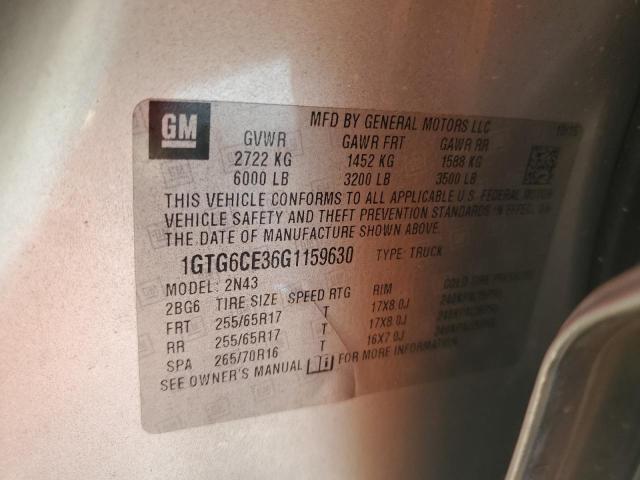 GM
MFD BY GENERAL MOTORS LLC
GVWR GAWR FRT GAWR RR
2722 KG 1452 KG 1588 KG
6000 LB 3200 LB 3500 LB
THIS VEHICLE CONFORMS TO ALL APPLICABLE U.S. FEDERAL MOTOR
VEHICLE SAFETY AND THEFT PREVENTION STANDARDS IN EFFECT ON
THE DATE OF MANUFACTURE SHOWN ABOVE.
1GTG6CE36G1159630 TYPE: TRUCK
MODEL: 2N43
2BG6 TIRE SIZE SPEED RTG RIM COLD TIRE PRESSURE
FRT 255/65R17 T 17X8.0J
RR 255/65R17 T 17X8.0J
SPA 265/70R16 T 16X7.0J
SEE OWNER'S MANUAL FOR MORE INFORMATION.